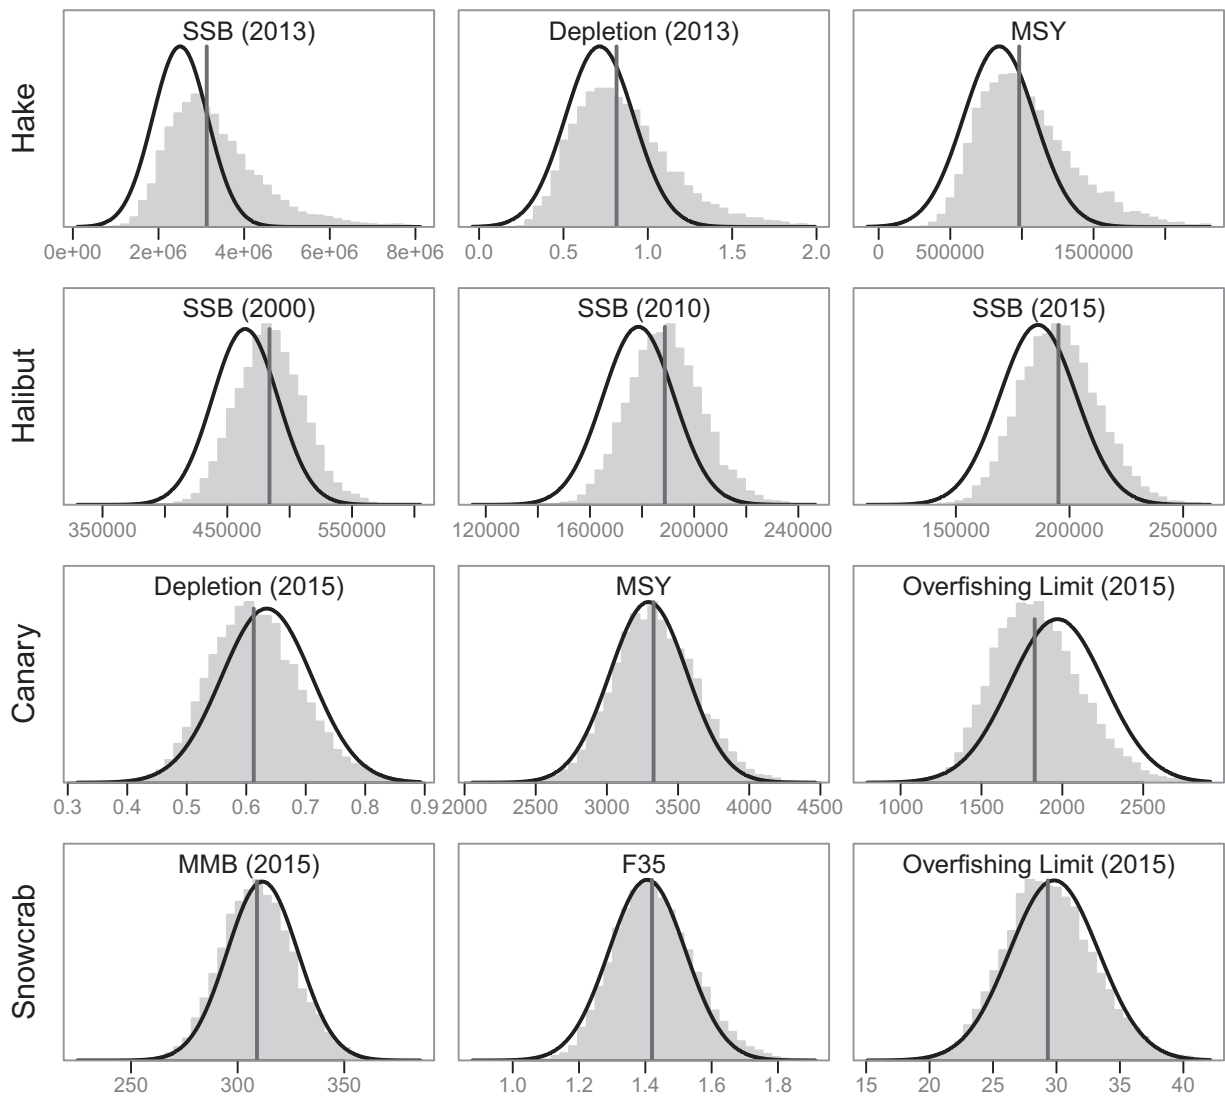 Hake
SSB (2013)
Depletion (2013)
MSY
0e+00 2e+06 4e+06 6e+06 8e+06
0.0 0.5 1.0 1.5 2.0
0 500000 1500000
Halibut
SSB (2000)
SSB (2010)
SSB (2015)
350000 450000 550000
120000 160000 200000 240000
150000 200000 250000
Canary
Depletion (2015)
MSY
Overfishing Limit (2015)
0.3 0.4 0.5 0.6 0.7 0.8 0.9
2000 2500 3000 3500 4000 4500
1000 1500 2000 2500
Snowcrab
MMB (2015)
F35
Overfishing Limit (2015)
250 300 350
1.0 1.2 1.4 1.6 1.8
15 20 25 30 35 40